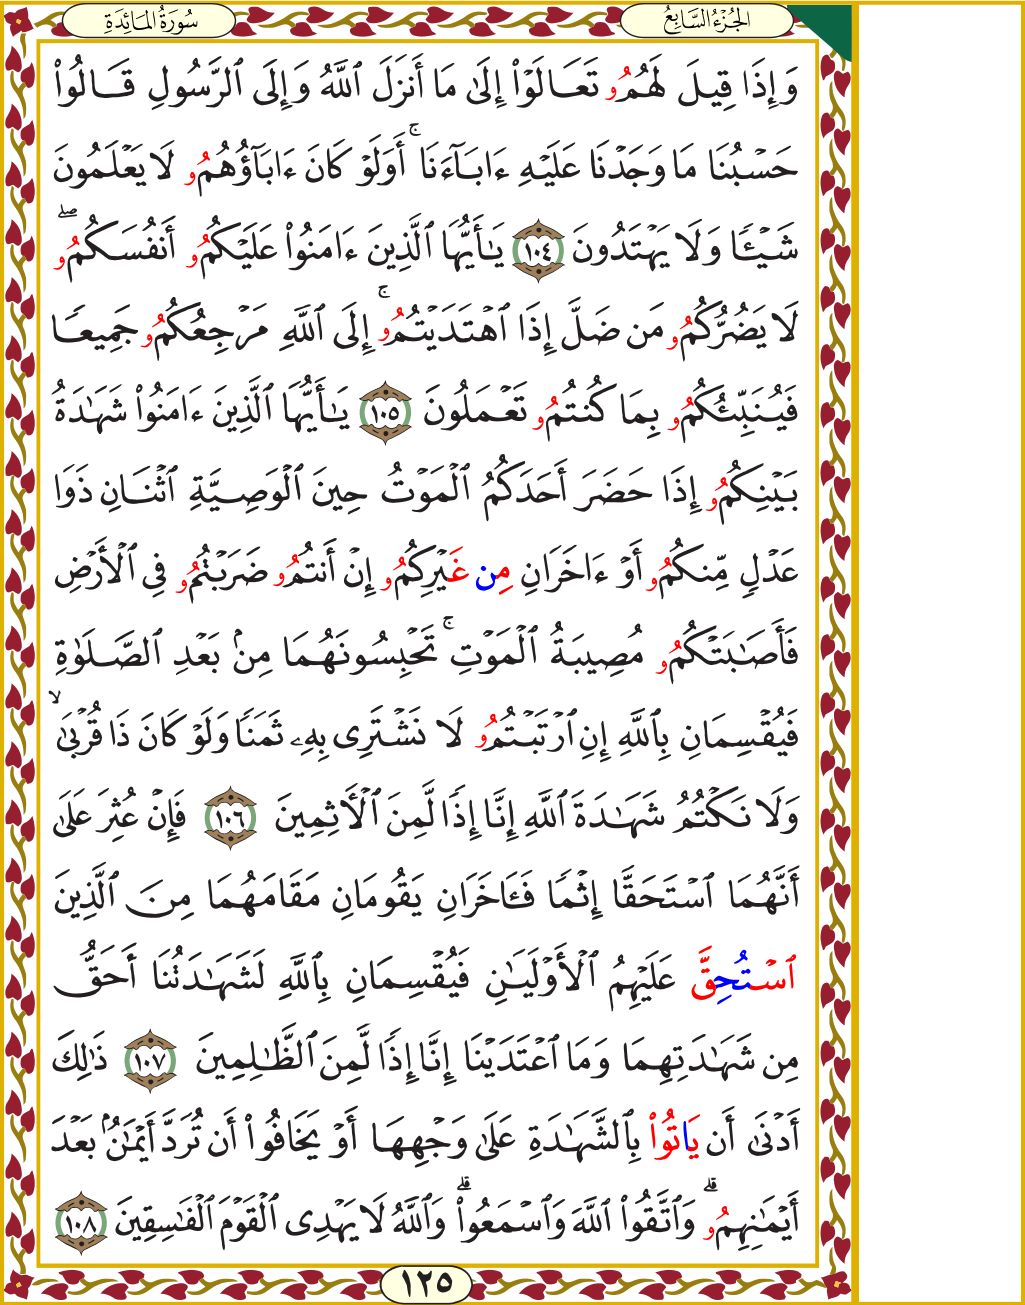 الجُزْءُ السَّابِعُ
سُورَةُ المَائِدَةِ
وَإِذَا قِيلَ لَهُمُۥ تَعَالَوْا۟ إِلَىٰ مَا أَنزَلَ ٱللَّهُ وَإِلَى ٱلرَّسُولِ قَالُوا۟
حَسْبُنَا مَا وَجَدْنَا عَلَيْهِ ءَابَآءَنَا ۚ أَوَلَوْ كَانَ ءَابَآؤُهُمُۥ لَا يَعْلَمُونَ
شَيْـًٔا وَلَا يَهْتَدُونَ ١٠٤ يَـٰأَيُّهَا ٱلَّذِينَ ءَامَنُوا۟ عَلَيْكُمُۥ أَنفُسَكُمُۥ ۖ
لَا يَضُرُّكُمُۥ مَن ضَلَّ إِذَا ٱهْتَدَيْتُمُۥ ۚ إِلَى ٱللَّهِ مَرْجِعُكُمُۥ جَمِيعًا
فَيُنَبِّئُكُمُۥ بِمَا كُنتُمُۥ تَعْمَلُونَ ١٠٥ يَـٰأَيُّهَا ٱلَّذِينَ ءَامَنُوا۟ شَهَـٰدَةُ
بَيْنِكُمُۥ إِذَا حَضَرَ أَحَدَكُمُ ٱلْمَوْتُ حِينَ ٱلْوَصِيَّةِ ٱثْنَانِ ذَوَا
عَدْلٍ مِّنكُمُۥ أَوْ ءَاخَرَانِ مِن غَيْرِكُمُۥ إِنْ أَنتُمُۥ ضَرَبْتُمُۥ فِى ٱلْأَرْضِ
فَأَصَـٰبَتْكُمُۥ مُصِيبَةُ ٱلْمَوْتِ ۚ تَحْبِسُونَهُمَا مِنۢ بَعْدِ ٱلصَّلَوٰةِ
فَيُقْسِمَانِ بِٱللَّهِ إِنِ ٱرْتَبْتُمُۥ لَا نَشْتَرِى بِهِۦ ثَمَنًا وَلَوْ كَانَ ذَا قُرْبَىٰ ۙ
وَلَا نَكْتُمُ شَهَـٰدَةَ ٱللَّهِ إِنَّا إِذًا لَّمِنَ ٱلْأَثِمِينَ ١٠٦ فَإِنْ عُثِرَ عَلَىٰ
أَنَّهُمَا ٱسْتَحَقَّا إِثْمًا فَـَٔاخَرَانِ يَقُومَانِ مَقَامَهُمَا مِنَ ٱلَّذِينَ
ٱسْتُحِقَّ عَلَيْهِمُ ٱلْأَوْلَيَـٰنِ فَيُقْسِمَانِ بِٱللَّهِ لَشَهَـٰدَتُنَا أَحَقُّ
مِن شَهَـٰدَتِهِمَا وَمَا ٱعْتَدَيْنَا إِنَّا إِذًا لَّمِنَ ٱلظَّـٰلِمِينَ ١٠٧ ذَٰلِكَ
أَدْنَىٰ أَن يَاتُوا۟ بِٱلشَّهَـٰدَةِ عَلَىٰ وَجْهِهَا أَوْ يَخَافُوا۟ أَن تُرَدَّ أَيْمَـٰنٌۢ بَعْدَ
أَيْمَـٰنِهِمُۥ ۗ وَٱتَّقُوا۟ ٱللَّهَ وَٱسْمَعُوا۟ ۗ وَٱللَّهُ لَا يَهْدِى ٱلْقَوْمَ ٱلْفَـٰسِقِينَ ١٠٨
١٢٥